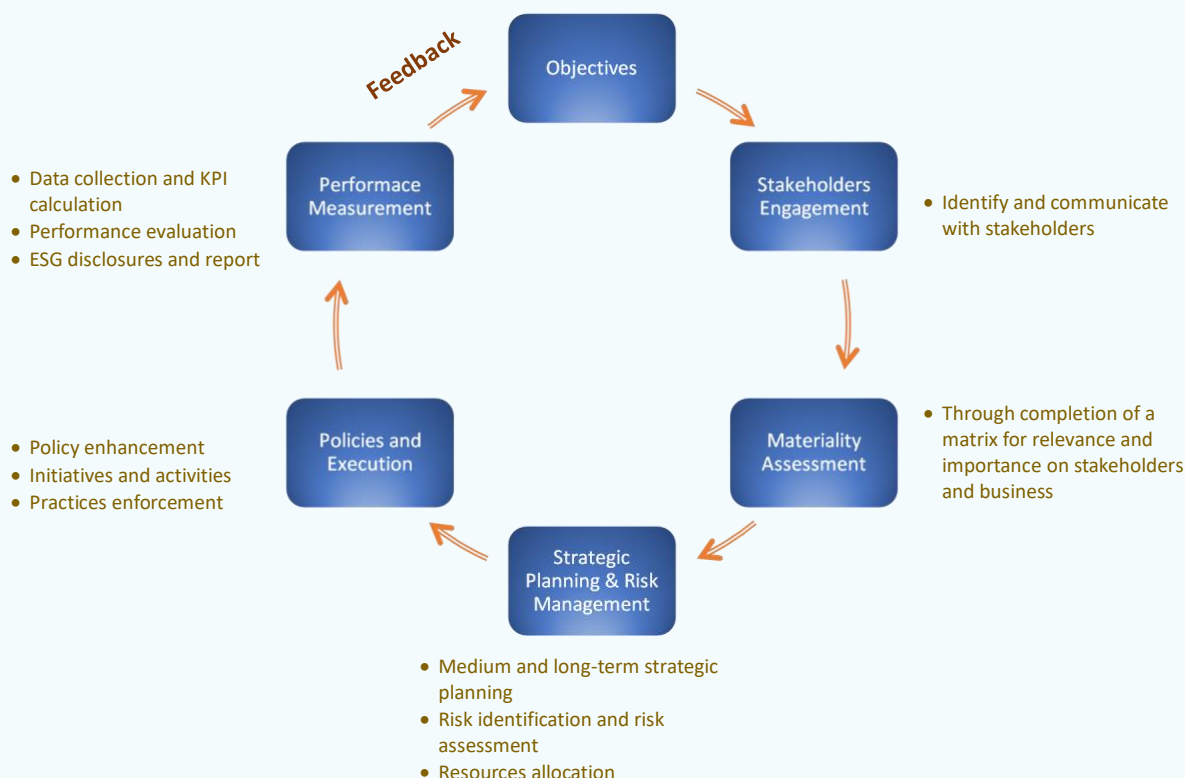 Feedback
Objectives
Stakeholders
Engagement
• Identify and communicate
with stakeholders
Materiality
Assessment
• Through completion of a
matrix for relevance and
importance on stakeholders
and business
Strategic
Planning & Risk
Management
• Medium and long-term strategic
planning
• Risk identification and risk
assessment
• Resources allocation
Policies and
Execution
• Policy enhancement
• Initiatives and activities
• Practices enforcement
Performace
Measurement
• Data collection and KPI
calculation
• Performance evaluation
• ESG disclosures and report